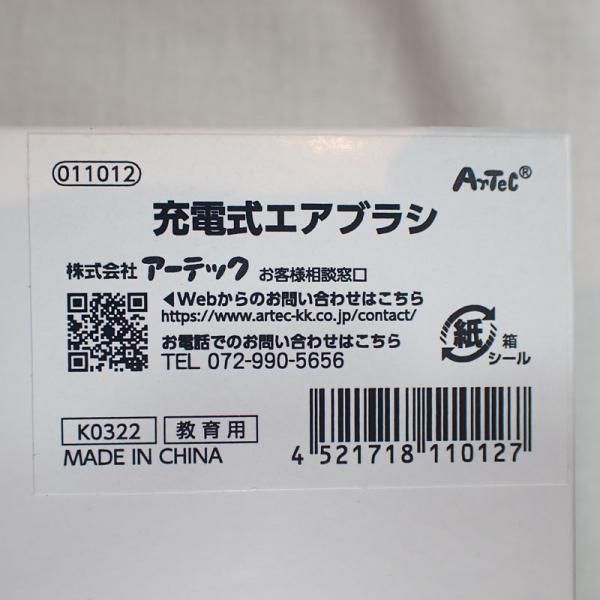 011012
ArTeC®
充電式エアブラシ
株式会社 アーテック お客様相談窓口
◀Webからのお問い合わせはこちら
https://www.artec-kk.co.jp/contact/
お電話でのお問い合わせはこちら
TEL 072-990-5656
紙 箱
シール
K0322 教育用
MADE IN CHINA
4 521718 110127